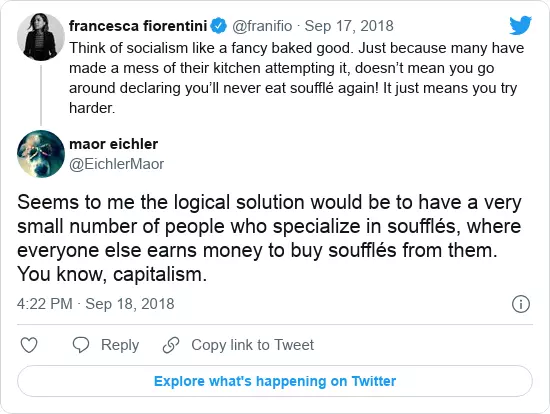 francesca fiorentini @franifio · Sep 17, 2018
Think of socialism like a fancy baked good. Just because many have
made a mess of their kitchen attempting it, doesn’t mean you go
around declaring you’ll never eat soufflé again! It just means you try
harder.
maor eichler
@EichlerMaor
Seems to me the logical solution would be to have a very
small number of people who specialize in soufflés, where
everyone else earns money to buy soufflés from them.
You know, capitalism.
4:22 PM · Sep 18, 2018
Reply Copy link to Tweet
Explore what's happening on Twitter